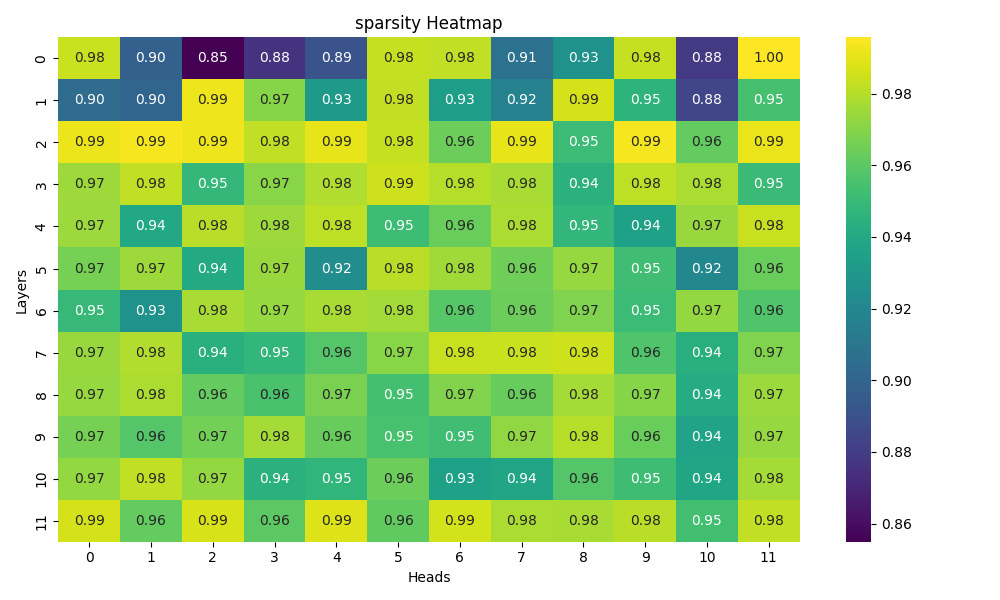 sparsity Heatmap
0 0.98 0.90 0.85 0.88 0.89 0.98 0.98 0.91 0.93 0.98 0.88 1.00
1 0.90 0.90 0.99 0.97 0.93 0.98 0.93 0.92 0.99 0.95 0.88 0.95
2 0.99 0.99 0.99 0.98 0.99 0.98 0.96 0.99 0.95 0.99 0.96 0.99
3 0.97 0.98 0.95 0.97 0.98 0.99 0.98 0.98 0.94 0.98 0.98 0.95
4 0.97 0.94 0.98 0.98 0.98 0.95 0.96 0.98 0.95 0.94 0.97 0.98
5 0.97 0.97 0.94 0.97 0.92 0.98 0.98 0.96 0.97 0.95 0.92 0.96
6 0.95 0.93 0.98 0.97 0.98 0.98 0.96 0.96 0.97 0.95 0.97 0.96
7 0.97 0.98 0.94 0.95 0.96 0.97 0.98 0.98 0.98 0.96 0.94 0.97
8 0.97 0.98 0.96 0.96 0.97 0.95 0.97 0.96 0.98 0.97 0.94 0.97
9 0.97 0.96 0.97 0.98 0.96 0.95 0.95 0.97 0.98 0.96 0.94 0.97
10 0.97 0.98 0.97 0.94 0.95 0.96 0.93 0.94 0.96 0.95 0.94 0.98
11 0.99 0.96 0.99 0.96 0.99 0.96 0.99 0.98 0.98 0.98 0.95 0.98
0 1 2 3 4 5 6 7 8 9 10 11
Heads
Layers
0.98
0.96
0.94
0.92
0.90
0.88
0.86